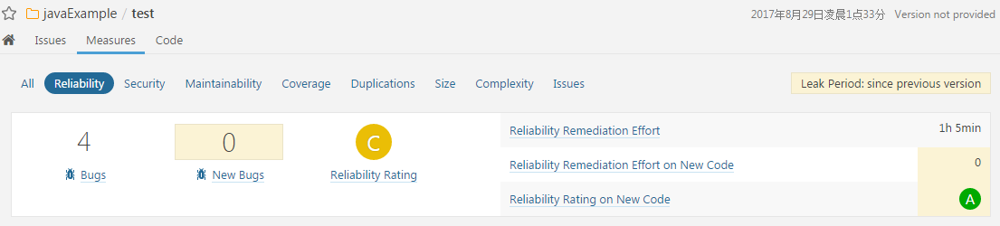 javaExample / test
2017年8月29日凌晨1点33分 Version not provided
Issues Measures Code
All Reliability Security Maintainability Coverage Duplications Size Complexity Issues
Leak Period: since previous version
4 0 C
Bugs New Bugs Reliability Rating
Reliability Remediation Effort 1h 5min
Reliability Remediation Effort on New Code 0
Reliability Rating on New Code A